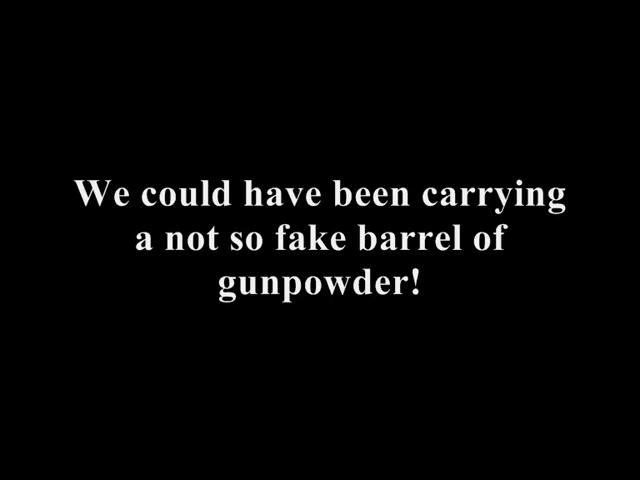 We could have been carrying
a not so fake barrel of
gunpowder!